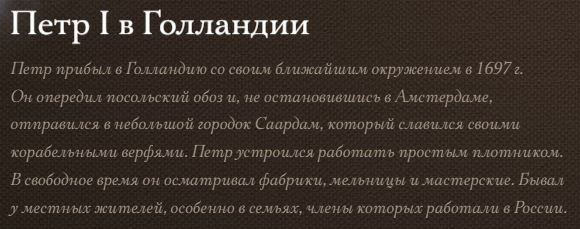 Петр I в Голландии
Петр прибыл в Голландию со своим ближайшим окружением в 1697 г.
Он опередил посольский обоз и, не остановившись в Амстердаме,
отправился в небольшой городок Саардам, который славился своими
корабельными верфями. Петр устроился работать простым плотником.
В свободное время он осматривал фабрики, мельницы и мастерские. Бывал
у местных жителей, особенно в семьях, члены которых работали в России.